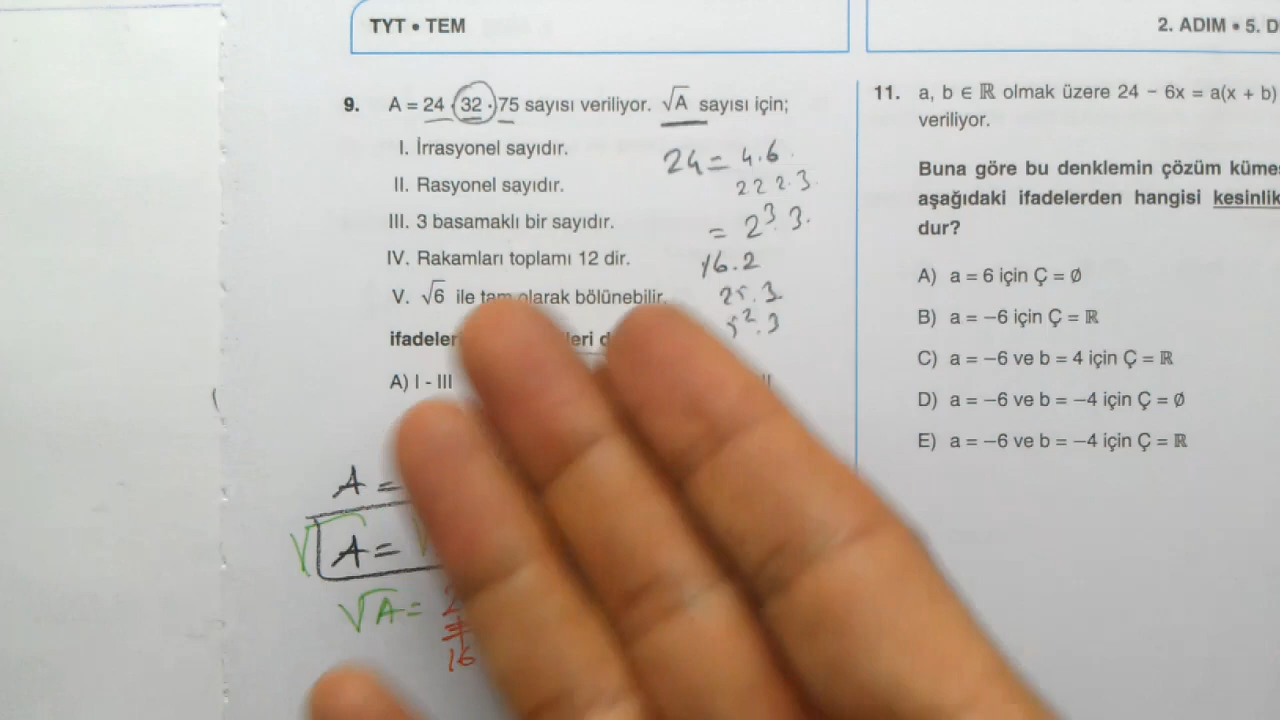 TYT • TEM
2. ADIM • 5. D
9. A = 24 · 32 · 75 sayısı veriliyor. √A sayısı için;
I. İrrasyonel sayıdır.
II. Rasyonel sayıdır.
III. 3 basamaklı bir sayıdır.
IV. Rakamları toplamı 12 dir.
V. √6 ile tam olarak bölünebilir.
ifadeler
A) I - III
24 = 4.6
2 2 2.3
= 2³ 3.
16.2
25.3
5².3
A =
A =
√A =
16
11. a, b ∈ ℝ olmak üzere 24 − 6x = a(x + b)
veriliyor.
Buna göre bu denklemin çözüm küme
aşağıdaki ifadelerden hangisi kesinlik
dur?
A) a = 6 için Ç = ∅
B) a = −6 için Ç = ℝ
C) a = −6 ve b = 4 için Ç = ℝ
D) a = −6 ve b = −4 için Ç = ∅
E) a = −6 ve b = −4 için Ç = ℝ